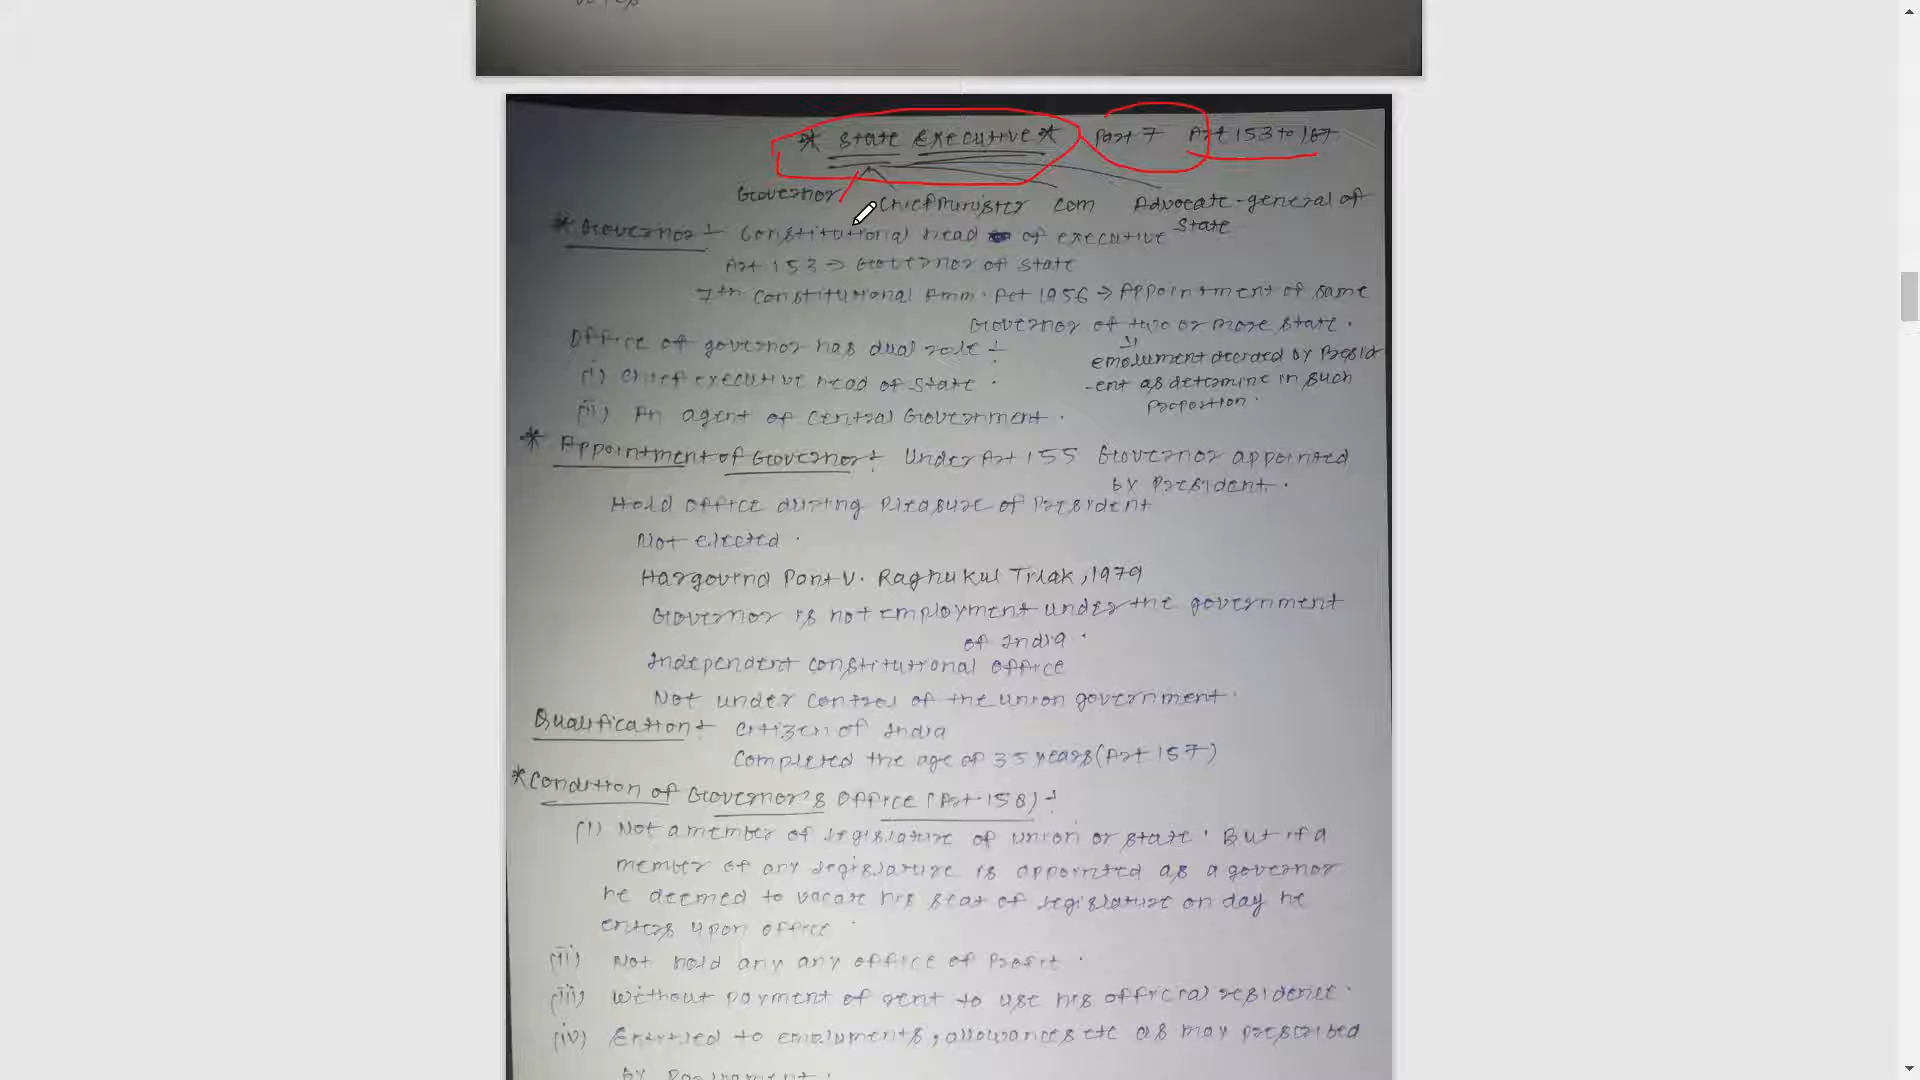 * State Executive * Part 7 Art 153 to 167
Governor Chief Minister Com Advocate-general of State
* Governor :- Constitutional head of executive
Art 153 → Governor of State
7th Constitutional Amm. Act 1956 → Appointment of same
Governor of two or more state.
Office of governor has dual role :-
emolument decided by Presid
(i) Chief executive head of state.
-ent as determine in such
proportion.
(ii) An agent of Central Government.
* Appointment of Governor :- Under Art 155 Governor appointed
by President.
Hold office during pleasure of President
Not elected.
Hargovind Pant V. Raghukul Tilak, 1979
Governor is not employment under the government
of India.
Independent constitutional office
Not under control of the union government.
Qualification :- Citizen of India
Completed the age of 35 years (Art 157)
* Condition of Governor's Office (Art-158) :-
(i) Not a member of legislature of union or state. But if a
member of any legislature is appointed as a governor
he deemed to vacate his seat of legislature on day he
enters upon office.
(ii) Not hold any any office of Profit.
(iii) Without payment of rent to use his official residence.
(iv) Entitled to emoluments, allowances etc as may prescribed
by Parliament.